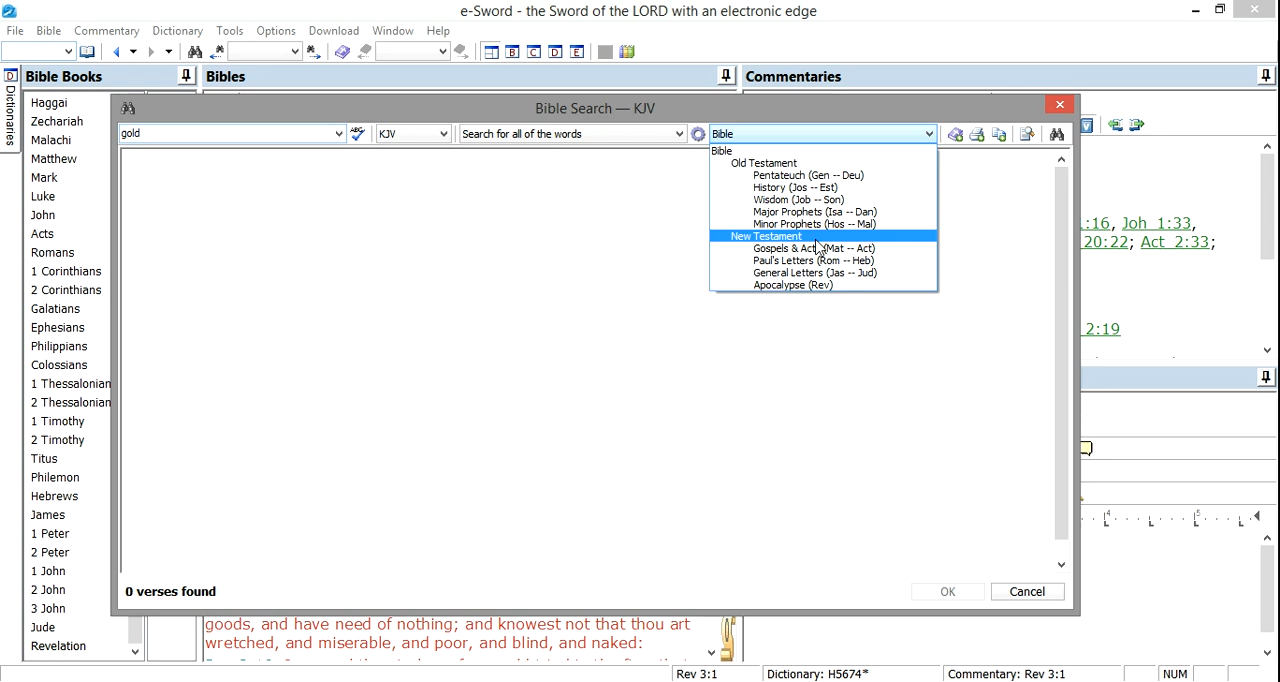 e-Sword - the Sword of the LORD with an electronic edge
File Bible Commentary Dictionary Tools Options Download Window Help
B C D E
D Bible Books Bibles Commentaries
Dictionaries
Haggai
Zechariah
Malachi
Matthew
Mark
Luke
John
Acts
Romans
1 Corinthians
2 Corinthians
Galatians
Ephesians
Philippians
Colossians
1 Thessalonian
2 Thessalonian
1 Timothy
2 Timothy
Titus
Philemon
Hebrews
James
1 Peter
2 Peter
1 John
2 John
3 John
Jude
Revelation
Bible Search — KJV
gold ABC KJV Search for all of the words Bible
Bible
Old Testament
Pentateuch (Gen -- Deu)
History (Jos -- Est)
Wisdom (Job -- Son)
Major Prophets (Isa -- Dan)
Minor Prophets (Hos -- Mal)
New Testament
Gospels & Act (Mat -- Act)
Paul's Letters (Rom -- Heb)
General Letters (Jas -- Jud)
Apocalypse (Rev)
0 verses found OK Cancel
:16, Joh 1:33,
20:22; Act 2:33;
2:19
4 5
goods, and have need of nothing; and knowest not that thou art
wretched, and miserable, and poor, and blind, and naked:
Rev 3:1 Dictionary: H5674* Commentary: Rev 3:1 NUM